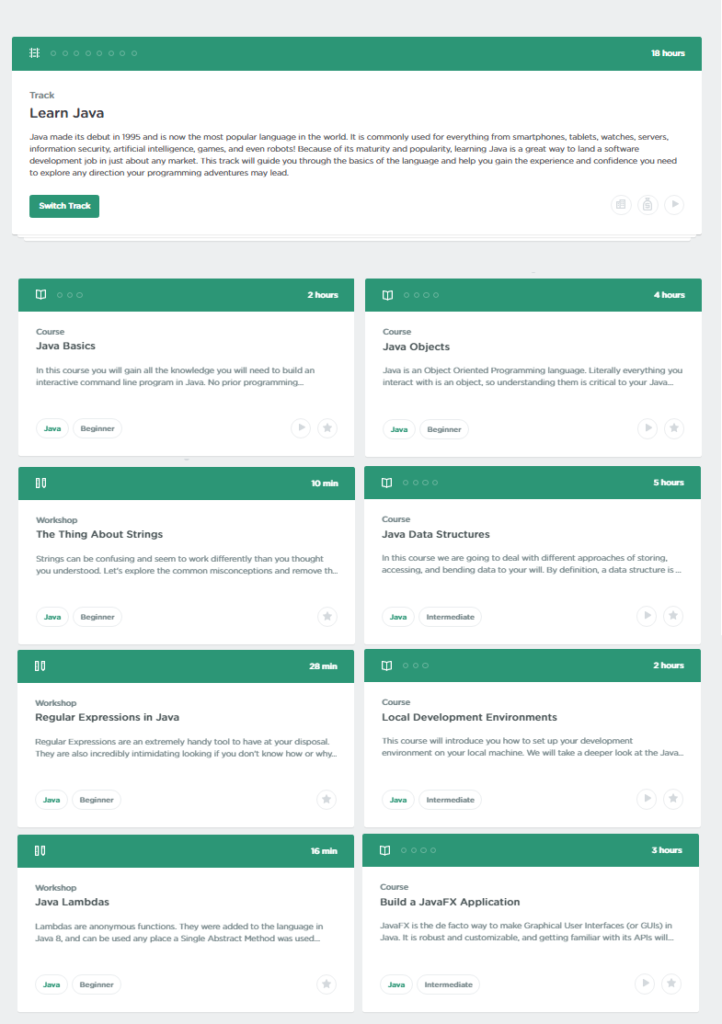 18 hours
Track
Learn Java
Java made its debut in 1995 and is now the most popular language in the world. It is commonly used for everything from smartphones, tablets, watches, servers,
information security, artificial intelligence, games, and even robots! Because of its maturity and popularity, learning Java is a great way to land a software
development job in just about any market. This track will guide you through the basics of the language and help you gain the experience and confidence you need
to explore any direction your programming adventures may lead.
Switch Track
2 hours
Course
Java Basics
In this course you will gain all the knowledge you will need to build an
interactive command line program in Java. No prior programming...
Java
Beginner
4 hours
Course
Java Objects
Java is an Object Oriented Programming language. Literally everything you
interact with is an object, so understanding them is critical to your Java...
Java
Beginner
10 min
Workshop
The Thing About Strings
Strings can be confusing and seem to work differently than you thought
you understood. Let's explore the common misconceptions and remove th...
Java
Beginner
5 hours
Course
Java Data Structures
In this course we are going to deal with different approaches of storing,
accessing, and bending data to your will. By definition, a data structure is ...
Java
Intermediate
28 min
Workshop
Regular Expressions in Java
Regular Expressions are an extremely handy tool to have at your disposal.
They are also incredibly intimidating looking if you don't know how or why...
Java
Beginner
2 hours
Course
Local Development Environments
This course will introduce you how to set up your development
environment on your local machine. We will take a deeper look at the Java...
Java
Intermediate
16 min
Workshop
Java Lambdas
Lambdas are anonymous functions. They were added to the language in
Java 8, and can be used any place a Single Abstract Method was used...
Java
Beginner
3 hours
Course
Build a JavaFX Application
JavaFX is the de facto way to make Graphical User Interfaces (or GUIs) in
Java. It is robust and customizable, and getting familiar with its APIs will...
Java
Intermediate